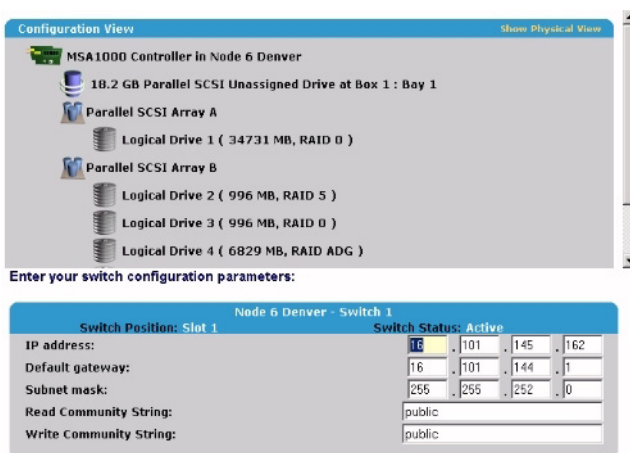 Configuration View Show Physical View
MSA1000 Controller in Node 6 Denver
18.2 GB Parallel SCSI Unassigned Drive at Box 1 : Bay 1
Parallel SCSI Array A
Logical Drive 1 ( 34731 MB, RAID 0 )
Parallel SCSI Array B
Logical Drive 2 ( 996 MB, RAID 5 )
Logical Drive 3 ( 996 MB, RAID 0 )
Logical Drive 4 ( 6829 MB, RAID ADG )
Enter your switch configuration parameters:
Node 6 Denver - Switch 1
Switch Position: Slot 1 Switch Status: Active
IP address: 16 . 101 . 145 . 162
Default gateway: 16 . 101 . 144 . 1
Subnet mask: 255 . 255 . 252 . 0
Read Community String: public
Write Community String: public